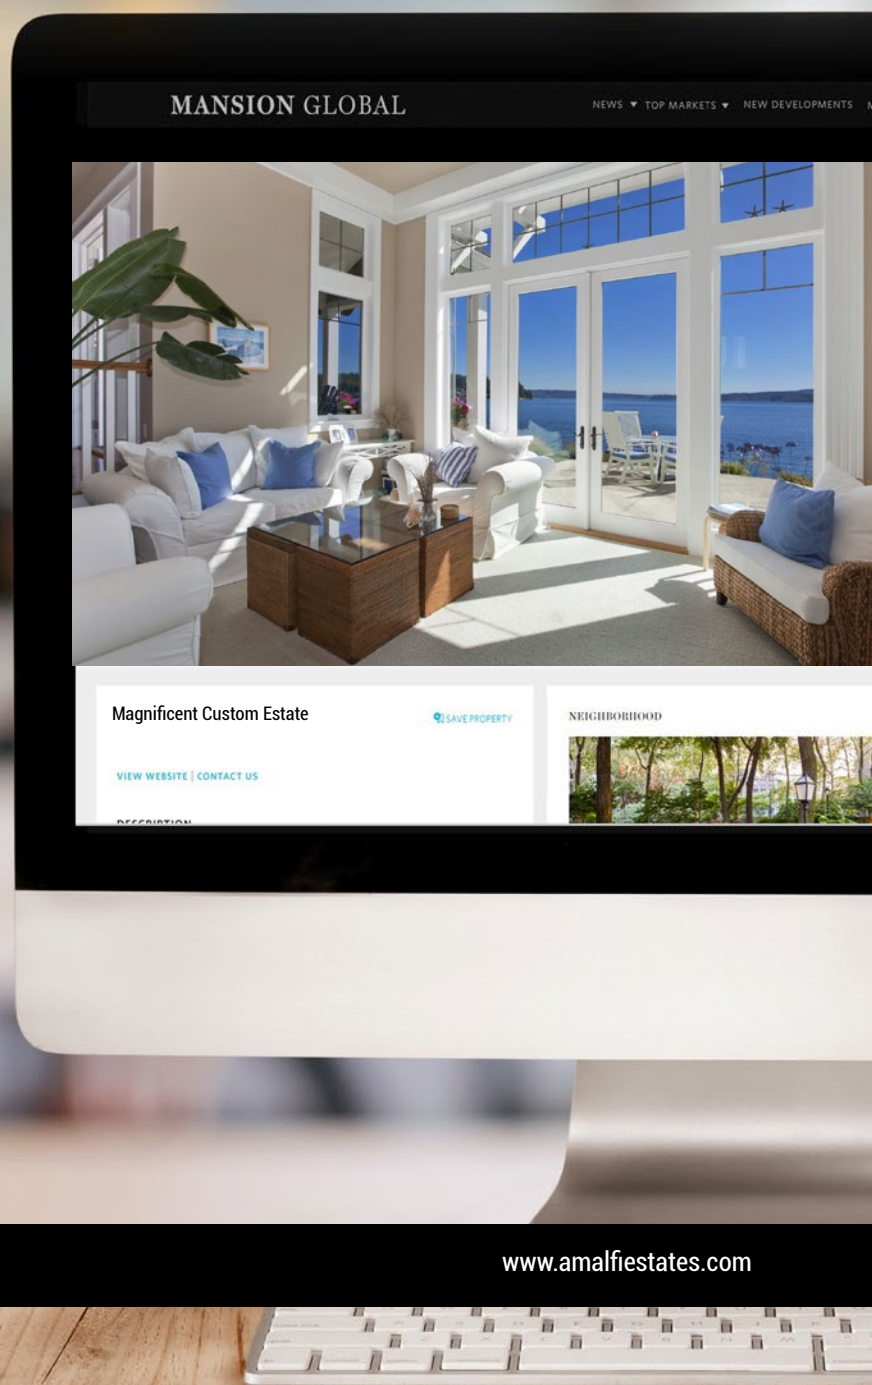 MANSION GLOBAL
NEWS ▼ TOP MARKETS ▼ NEW DEVELOPMENTS M
Magnificent Custom Estate
SAVE PROPERTY
NEIGHBORHOOD
VIEW WEBSITE | CONTACT US
DESCRIPTION
www.amalfiestates.com